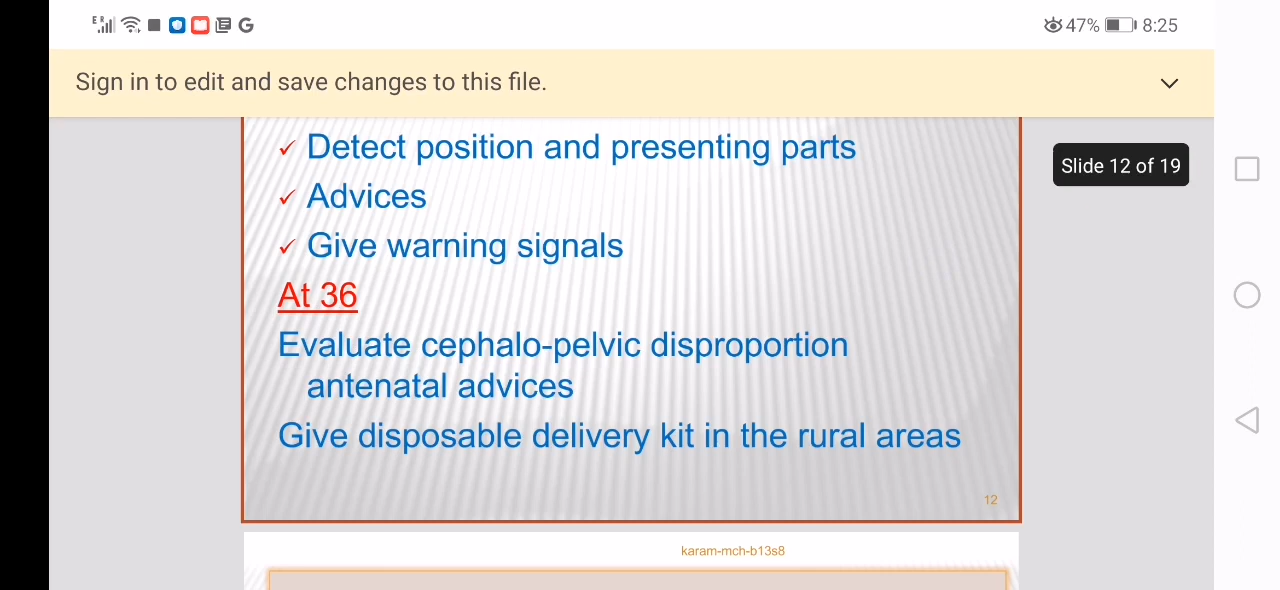 47% 8:25
Sign in to edit and save changes to this file.
Detect position and presenting parts
Slide 12 of 19
Advices
Give warning signals
At 36
Evaluate cephalo-pelvic disproportion
antenatal advices
Give disposable delivery kit in the rural areas
12
karam-mch-b13s8